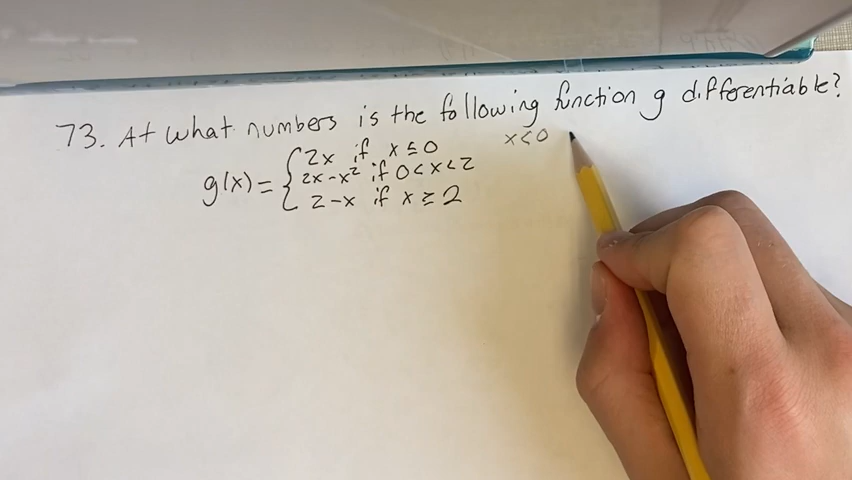 73. At what numbers is the following function g differentiable?
x<0
2x if x≤0
g(x)= { 2x-x² if 0<x<2
2-x if x≥2